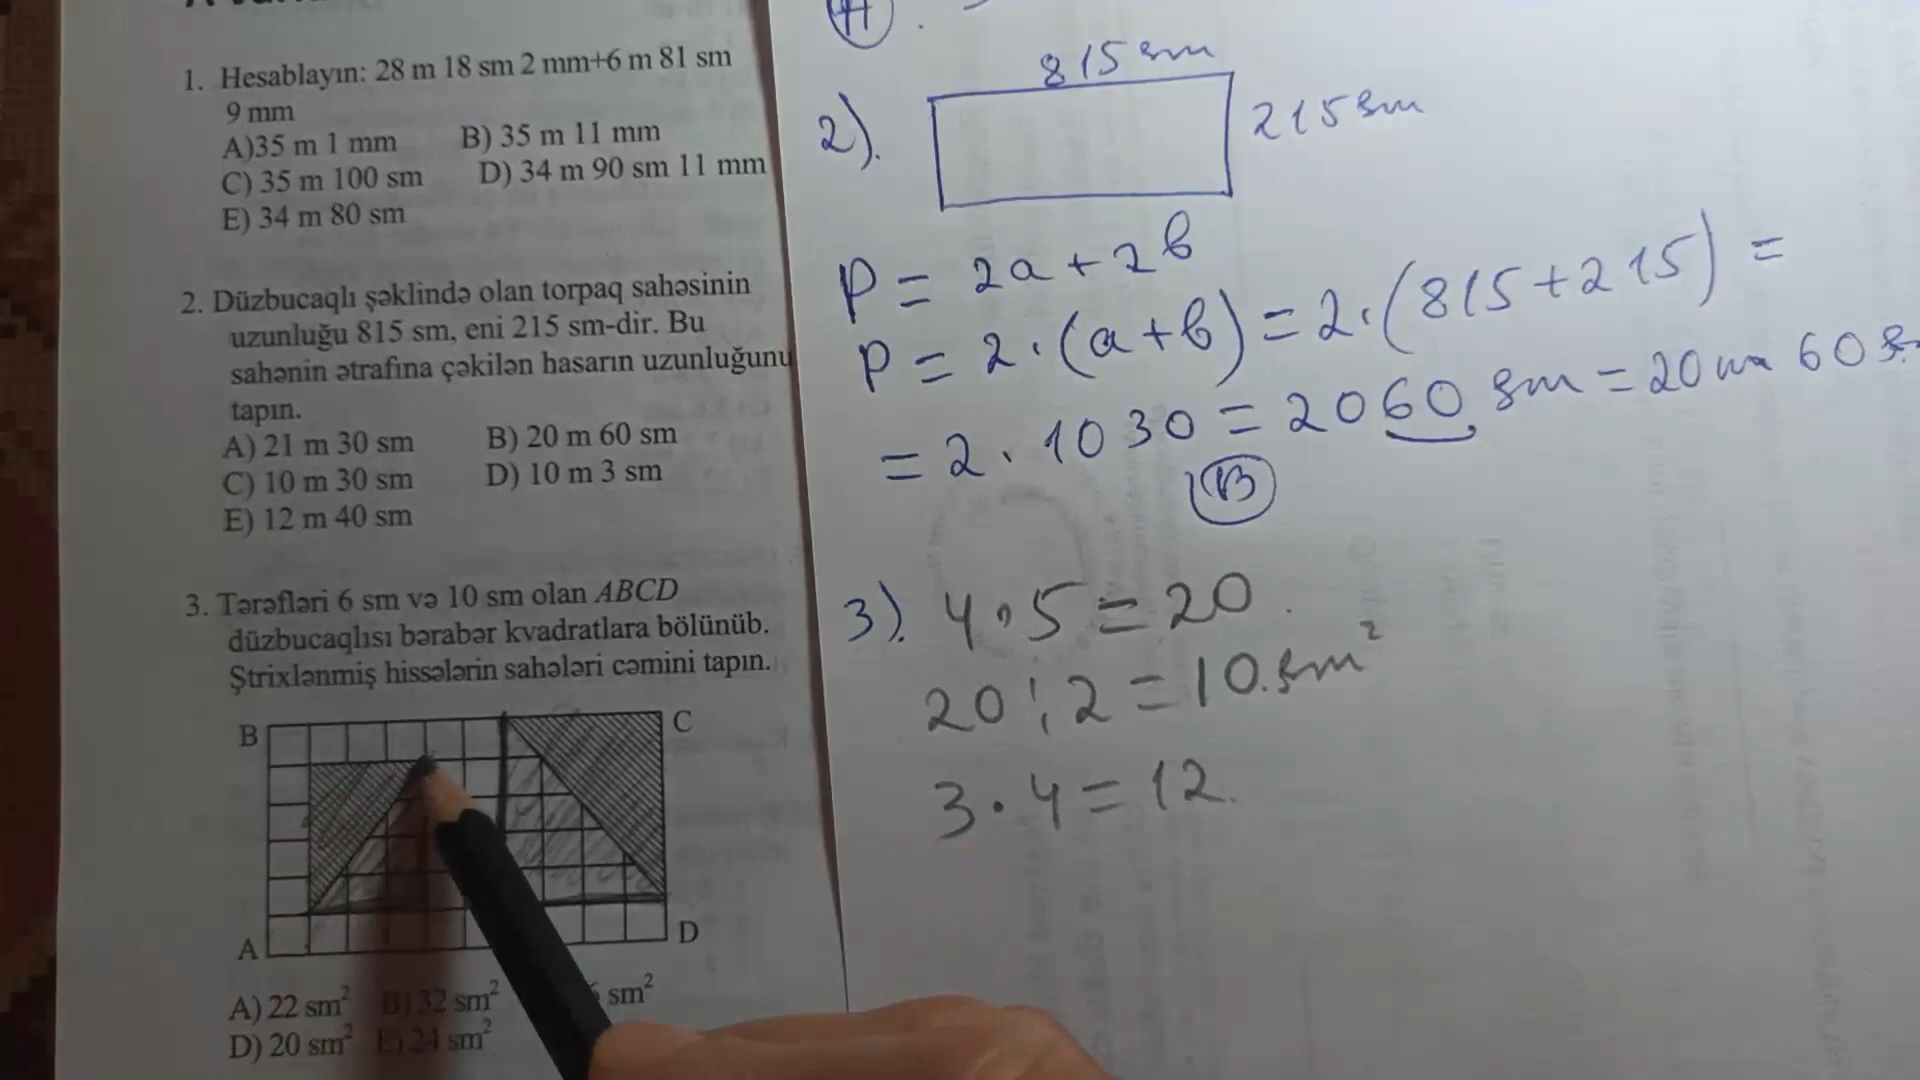 1. Hesablayın: 28 m 18 sm 2 mm+6 m 81 sm
9 mm
A)35 m 1 mm B) 35 m 11 mm
C) 35 m 100 sm D) 34 m 90 sm 11 mm
E) 34 m 80 sm
2. Düzbucaqlı şəklində olan torpaq sahəsinin
uzunluğu 815 sm, eni 215 sm-dir. Bu
sahənin ətrafına çəkilən hasarın uzunluğunu
tapın.
A) 21 m 30 sm B) 20 m 60 sm
C) 10 m 30 sm D) 10 m 3 sm
E) 12 m 40 sm
3. Tərəfləri 6 sm və 10 sm olan ABCD
düzbucaqlısı bərabər kvadratlara bölünüb.
Ştrixlənmiş hissələrin sahələri cəmini tapın.
B C
A D
A) 22 sm² B) 32 sm² sm²
D) 20 sm² E) 24 sm²
A
815 sm
2). 215 sm
P = 2a + 2b
P = 2·(a+b) = 2·(815+215) =
= 2·1030 = 2060 sm = 20 m 60
B
3). 4·5 = 20.
20:2 = 10 sm²
3·4 = 12.